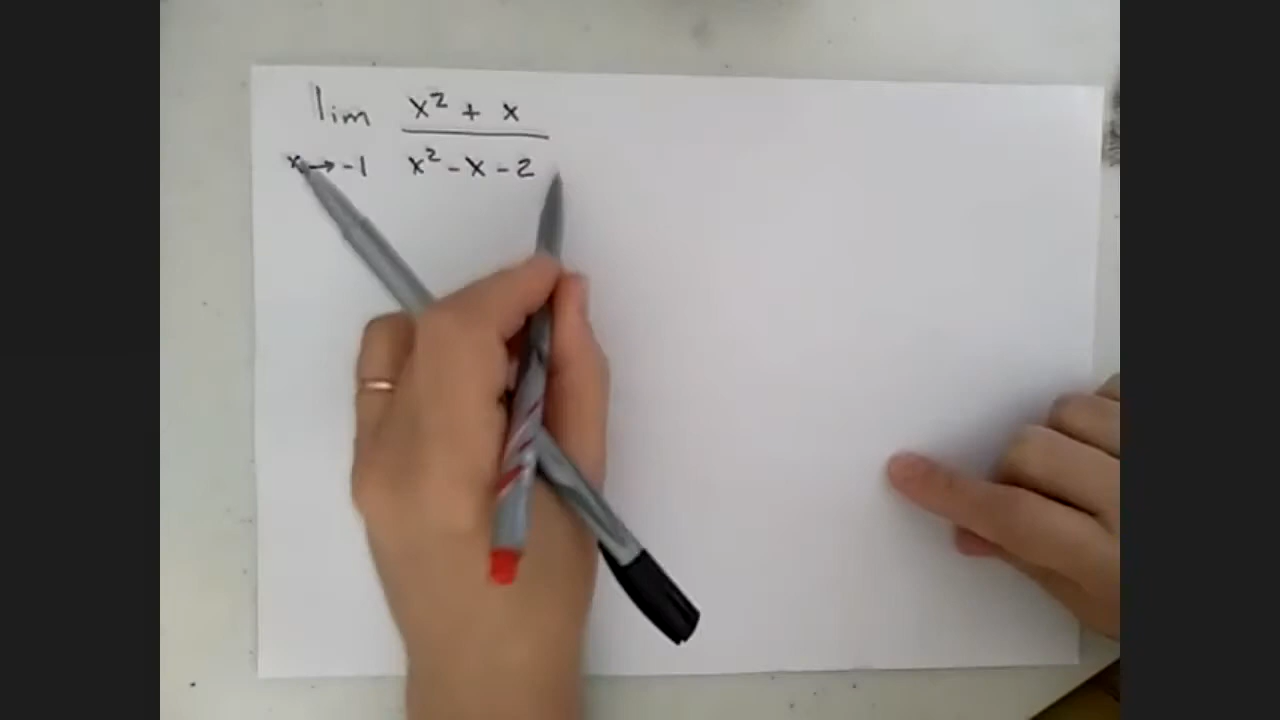 lim x² + x
x→-1 x² - x - 2